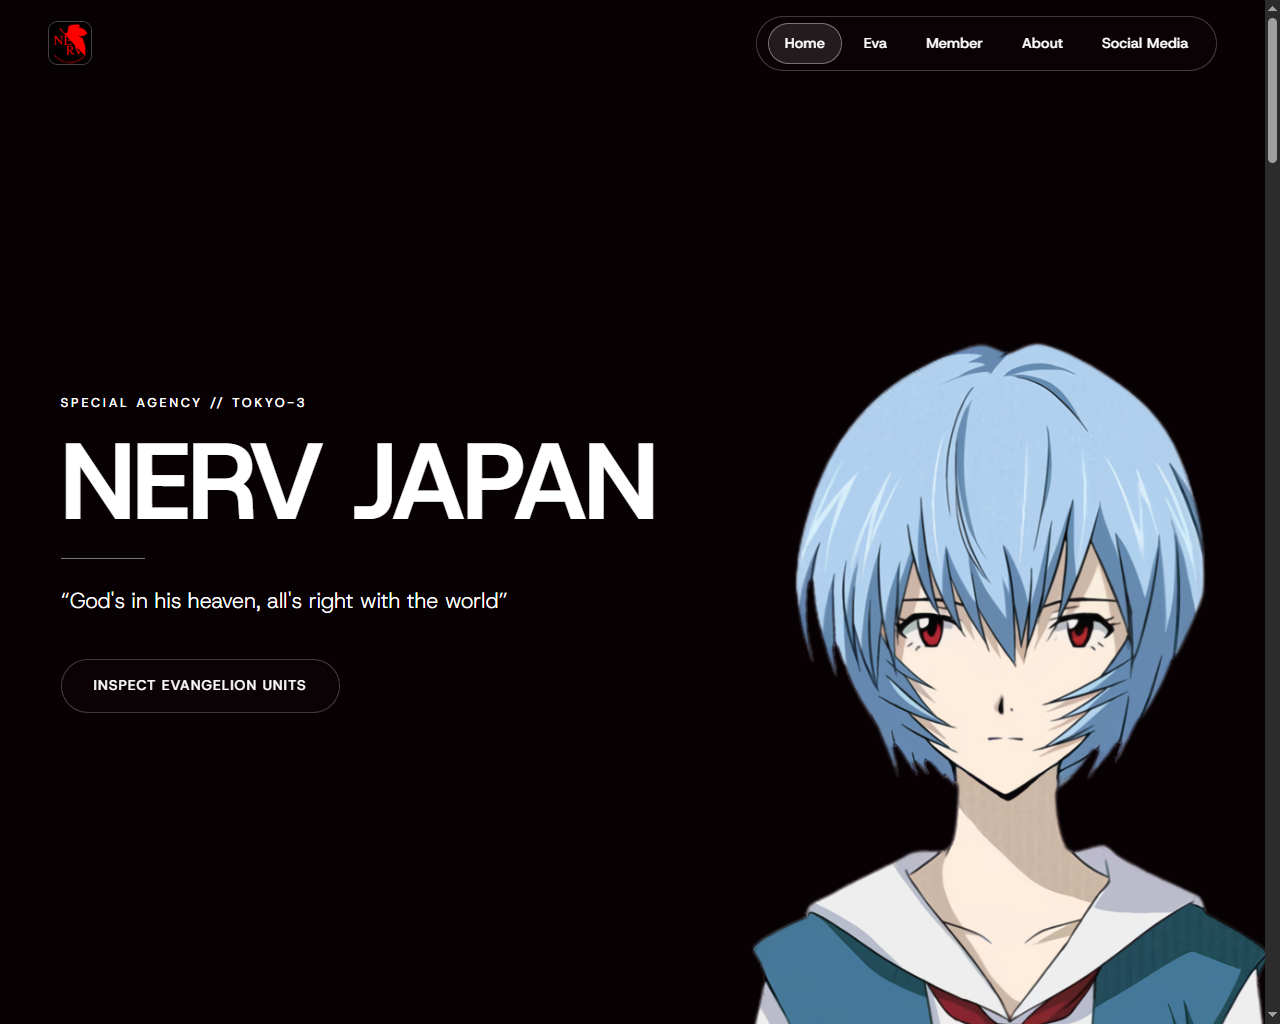 NERV
Home
Eva
Member
About
Social Media
SPECIAL AGENCY // TOKYO-3
NERV JAPAN
“God's in his heaven, all's right with the world”
INSPECT EVANGELION UNITS